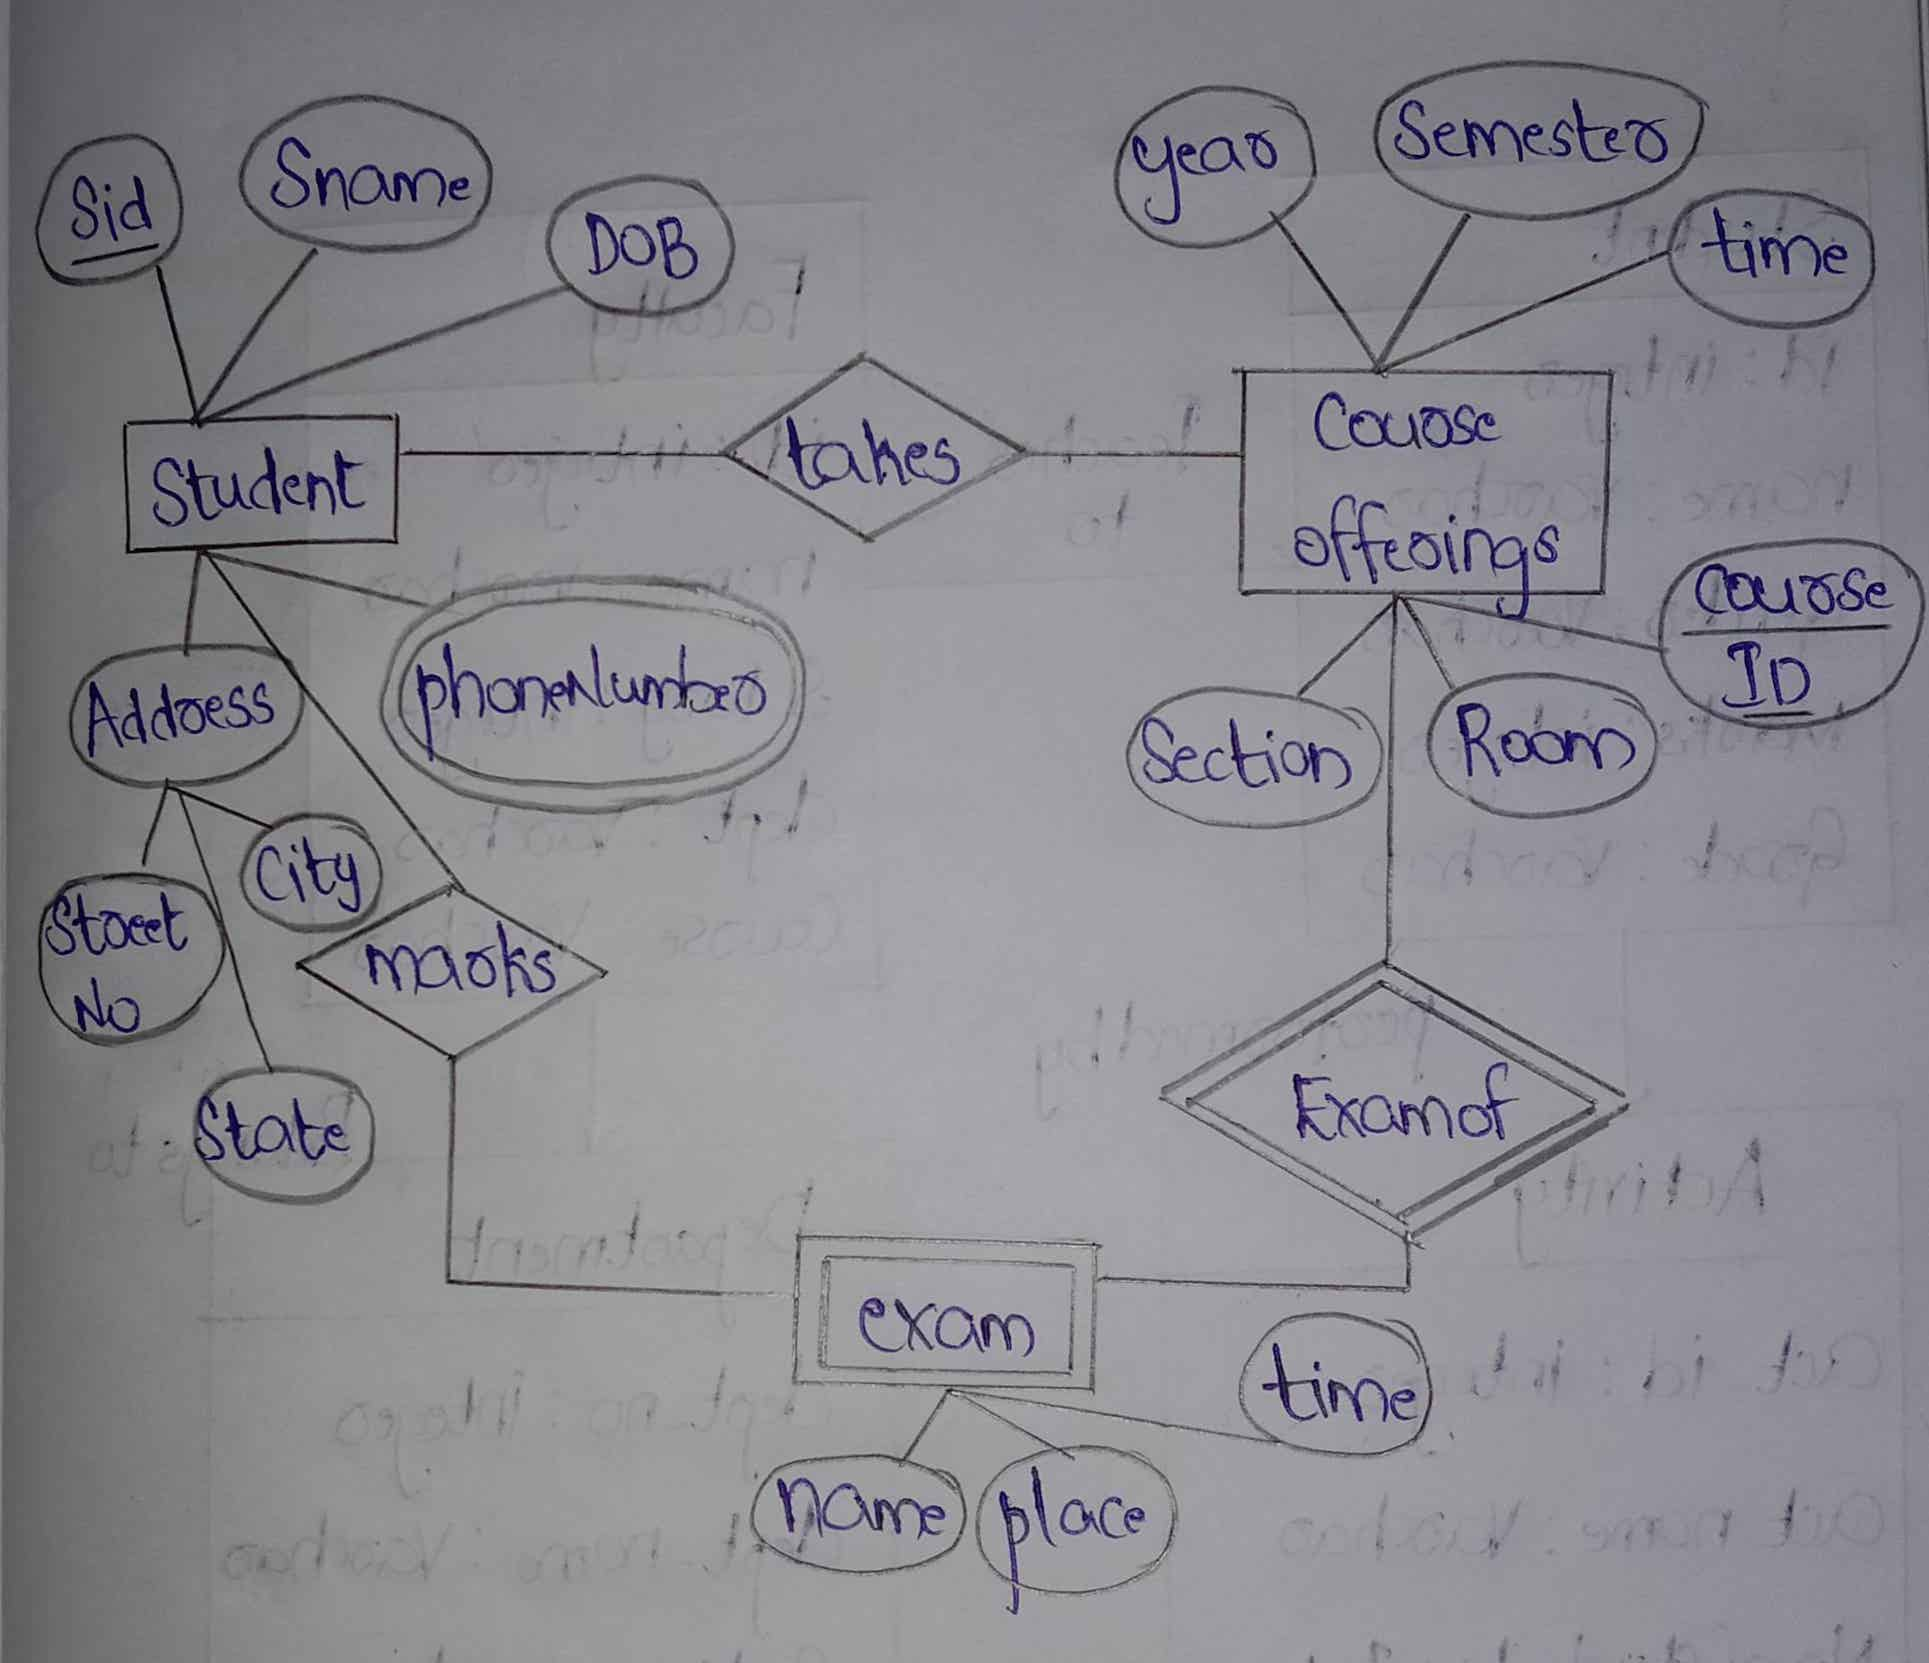 Sid
Sname
DOB
year
Semester
time
Student
takes
Course
offerings
Address
phoneNumber
Section
Room
course
ID
Street
No
City
State
marks
Examof
exam
name
place
time